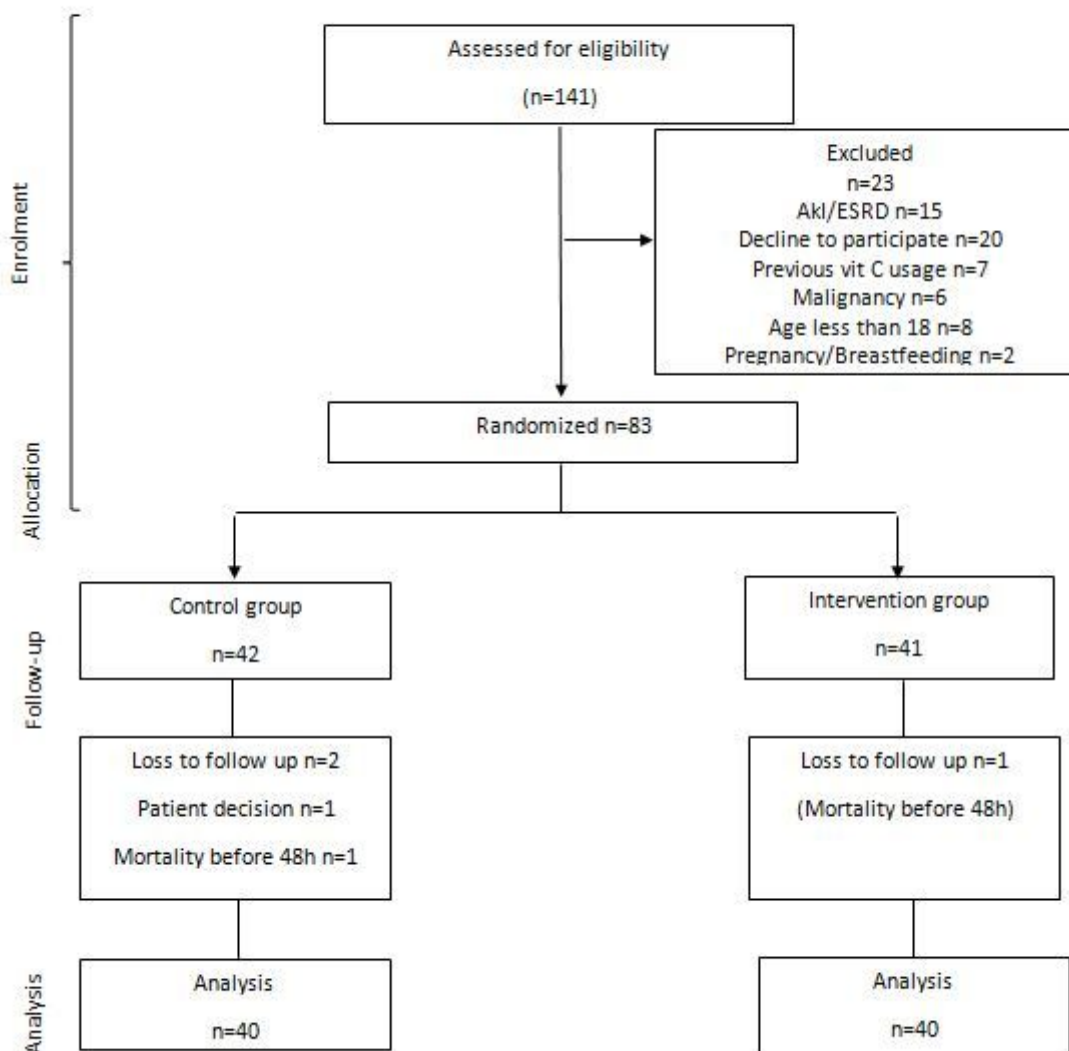 Assessed for eligibility
(n=141)
Excluded
n=23
AkI/ESRD n=15
Decline to participate n=20
Previous vit C usage n=7
Malignancy n=6
Age less than 18 n=8
Pregnancy/Breastfeeding n=2
Enrolment
Randomized n=83
Allocation
Control group
n=42
Intervention group
n=41
Follow-up
Loss to follow up n=2
Patient decision n=1
Mortality before 48h n=1
Loss to follow up n=1
(Mortality before 48h)
Analysis
Analysis
n=40
Analysis
n=40